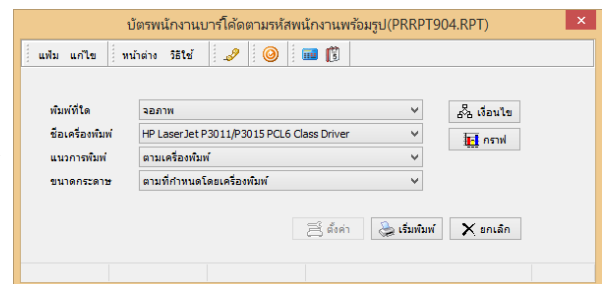 บัตรพนักงานบาร์โค้ดตามรหัสพนักงานพร้อมรูป(PRRPT904.RPT)
แฟ้ม แก้ไข หน้าต่าง วิธีใช้
พิมพ์ที่ใด จอภาพ เงื่อนไข
ชื่อเครื่องพิมพ์ HP LaserJet P3011/P3015 PCL6 Class Driver กราฟ
แนวการพิมพ์ ตามเครื่องพิมพ์
ขนาดกระดาษ ตามที่กำหนดโดยเครื่องพิมพ์
ตั้งค่า เริ่มพิมพ์ ยกเลิก